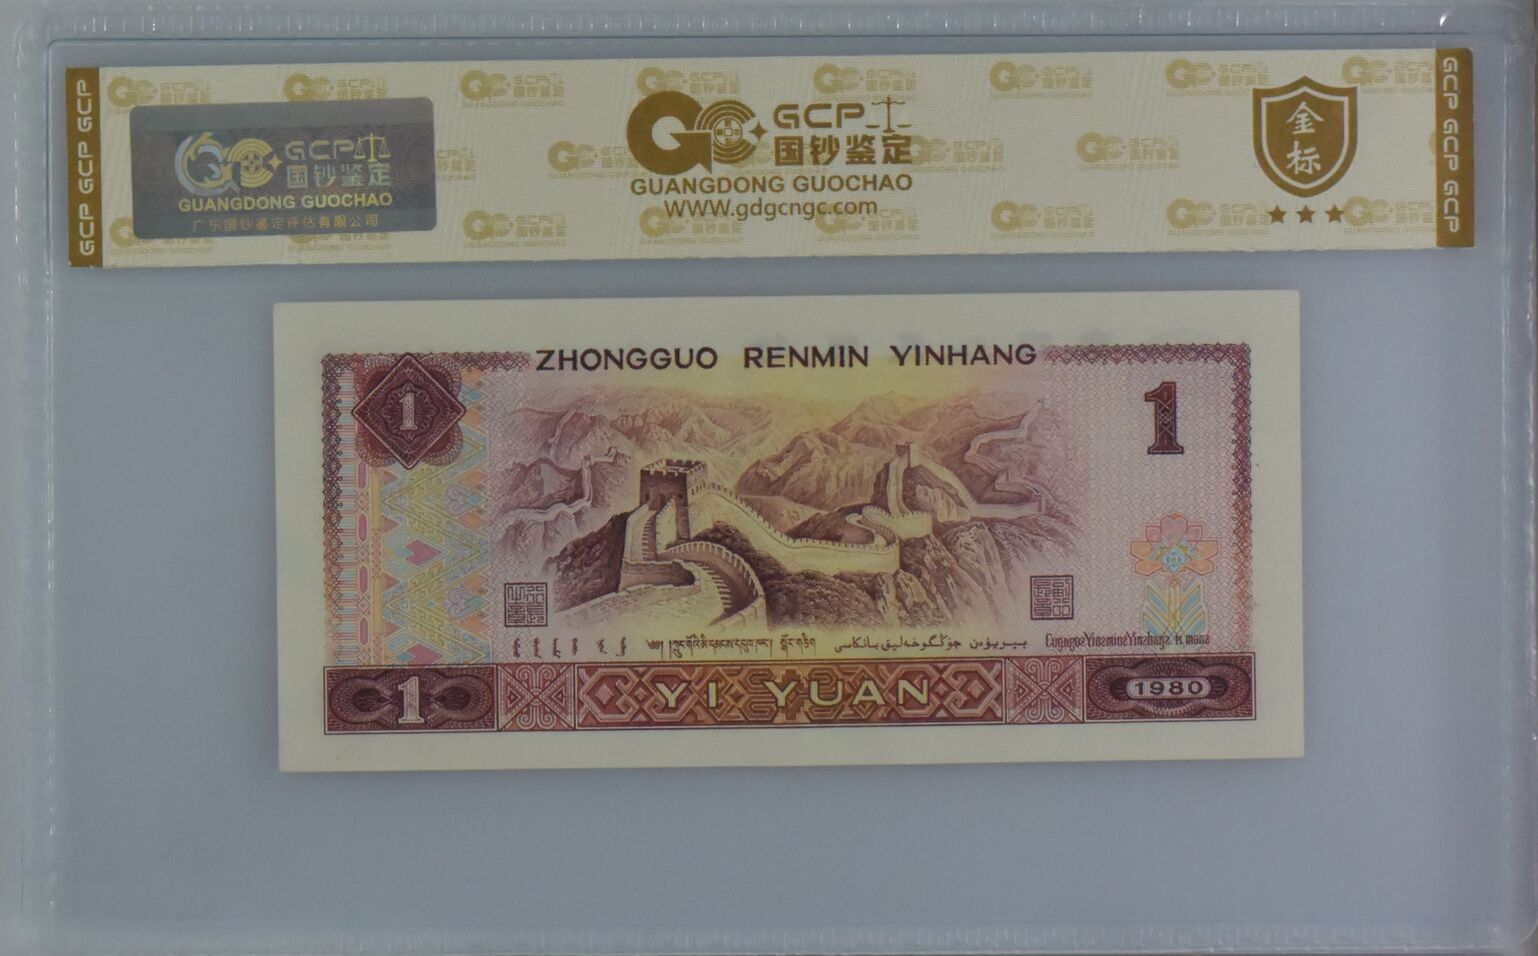 GCP GCP GCP
GCP 国钞鉴定
GUANGDONG GUOCHAO
广东国钞鉴定评估有限公司
GCP
国钞鉴定
GUANGDONG GUOCHAO
WWW.gdgcngc.com
金标
GCP GCP GCP
ZHONGGUO RENMIN YINHANG
1
1
1
YI YUAN
1980